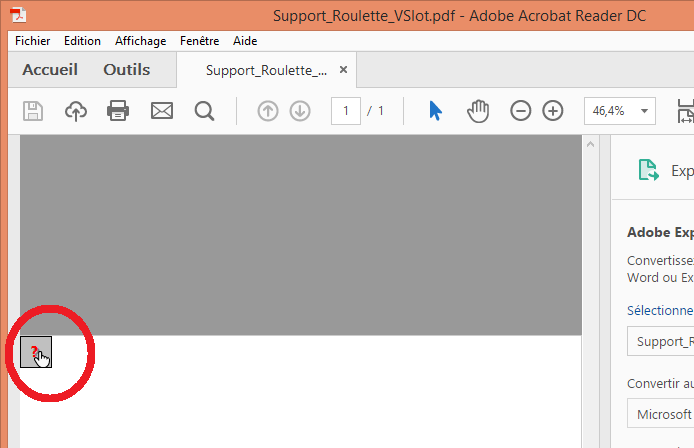 Support_Roulette_VSlot.pdf - Adobe Acrobat Reader DC
Fichier Edition Affichage Fenêtre Aide
Accueil Outils Support_Roulette_... ×
1 / 1 46,4%
Exp
Adobe Exp
Convertisse
Word ou Ex
Sélectionne
Support_R
Convertir au
Microsoft
?